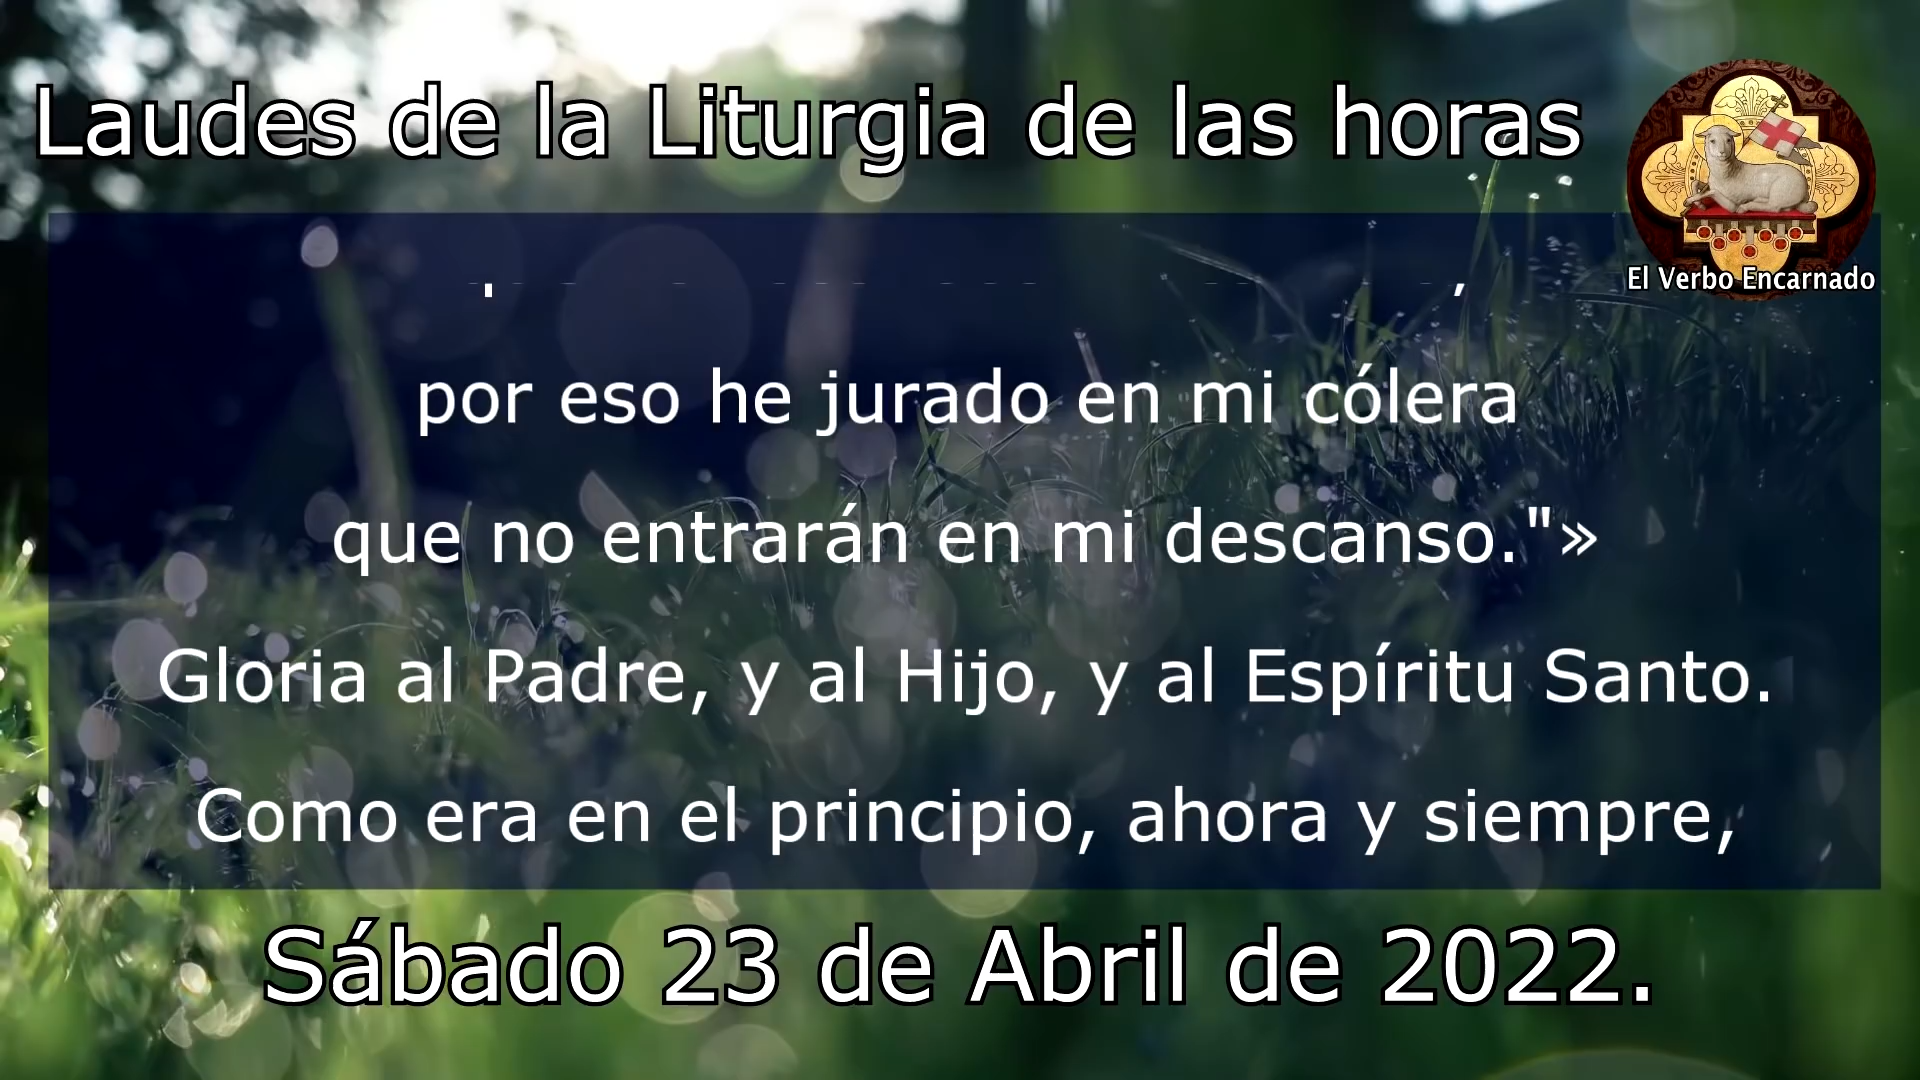 Laudes de la Liturgia de las horas
El Verbo Encarnado
por eso he jurado en mi cólera
que no entrarán en mi descanso."»
Gloria al Padre, y al Hijo, y al Espíritu Santo.
Como era en el principio, ahora y siempre,
Sábado 23 de Abril de 2022.